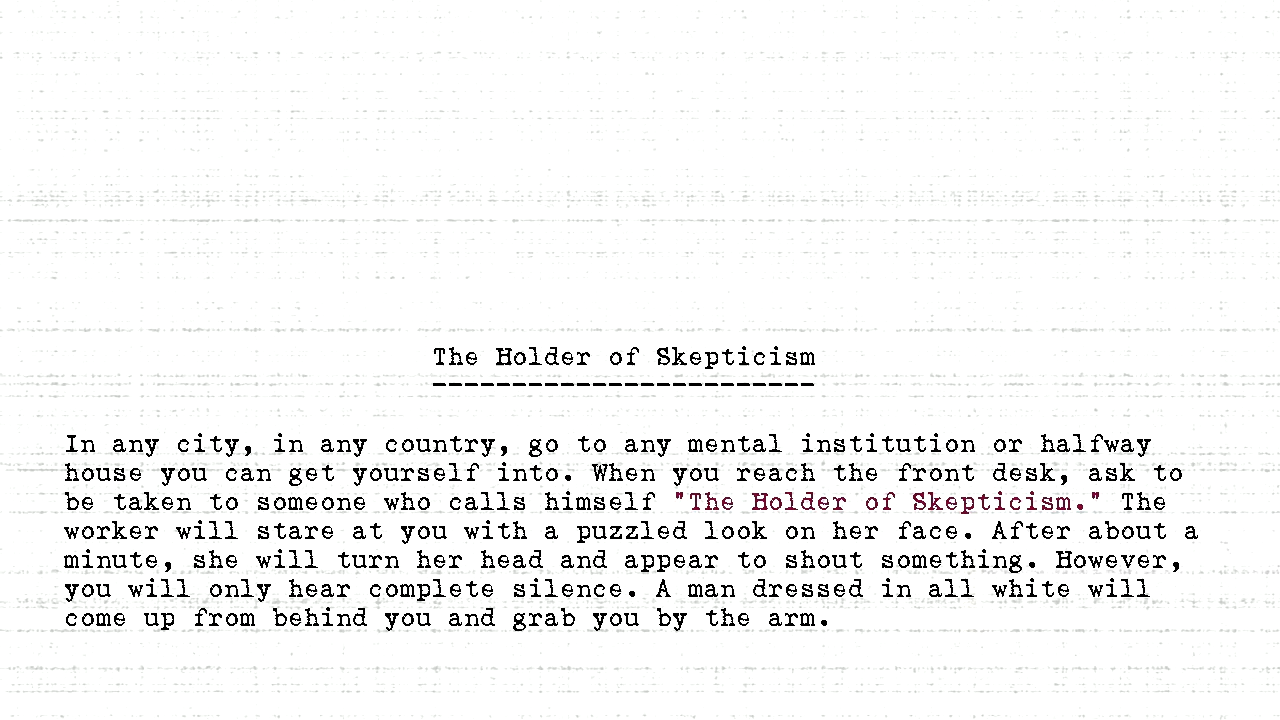 The Holder of Skepticism
------------------------
In any city, in any country, go to any mental institution or halfway
house you can get yourself into. When you reach the front desk, ask to
be taken to someone who calls himself "The Holder of Skepticism." The
worker will stare at you with a puzzled look on her face. After about a
minute, she will turn her head and appear to shout something. However,
you will only hear complete silence. A man dressed in all white will
come up from behind you and grab you by the arm.